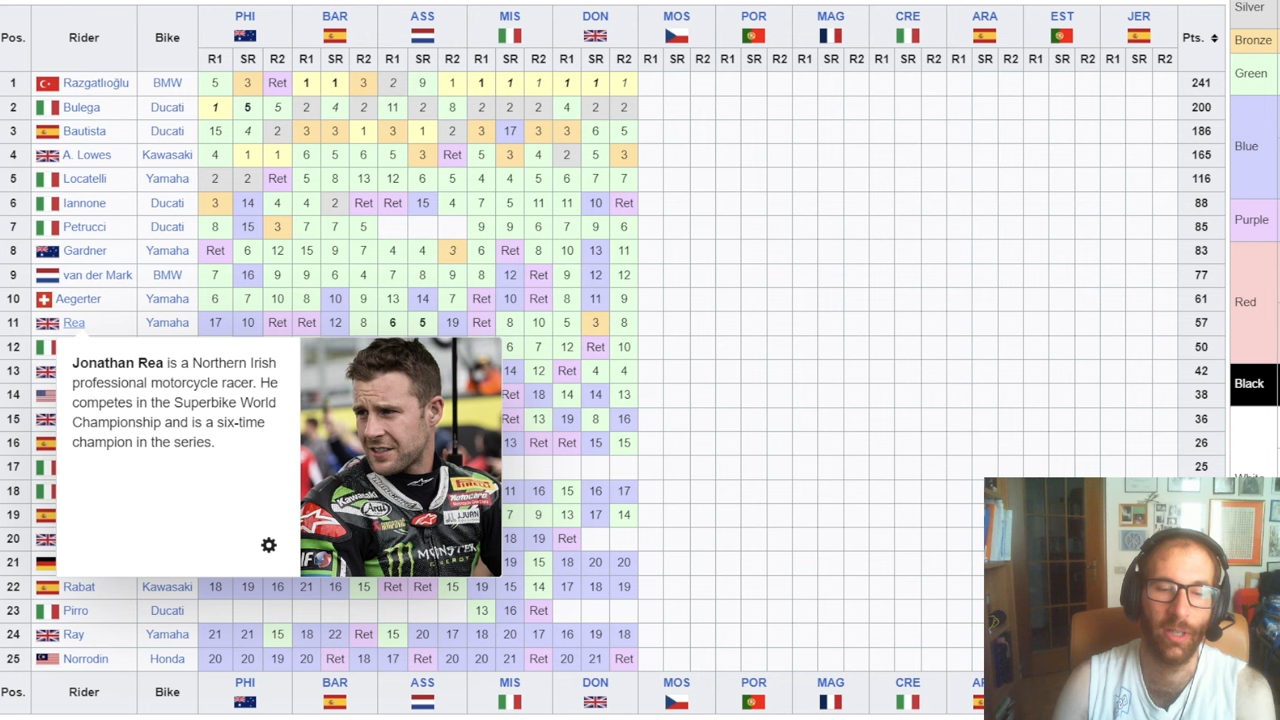 PHI BAR ASS MIS DON MOS POR MAG CRE ARA EST JER
Pos. Rider Bike Pts.
R1 SR R2 R1 SR R2 R1 SR R2 R1 SR R2 R1 SR R2 R1 SR R2 R1 SR R2 R1 SR R2 R1 SR R2 R1 SR R2 R1 SR R2 R1 SR R2
1 Razgatlıoğlu BMW 5 3 Ret 1 1 3 2 9 1 1 1 1 1 1 1 241
2 Bulega Ducati 1 5 5 2 4 2 11 2 8 2 2 2 4 2 2 200
3 Bautista Ducati 15 4 2 3 3 1 3 1 2 3 17 3 3 6 5 186
4 A. Lowes Kawasaki 4 1 1 6 5 6 5 3 Ret 5 3 4 2 5 3 165
5 Locatelli Yamaha 2 2 Ret 5 8 13 12 6 5 4 4 5 6 7 7 116
6 Iannone Ducati 3 14 4 4 2 Ret Ret 15 4 7 5 11 11 10 Ret 88
7 Petrucci Ducati 8 15 3 7 7 5 9 9 6 7 9 6 85
8 Gardner Yamaha Ret 6 12 15 9 7 4 4 3 6 Ret 8 10 13 11 83
9 van der Mark BMW 7 16 9 9 6 4 7 8 9 8 12 Ret 9 12 12 77
10 Aegerter Yamaha 6 7 10 8 10 9 13 14 7 Ret 10 Ret 8 11 9 61
11 Rea Yamaha 17 10 Ret Ret 12 8 6 5 19 Ret 8 10 5 3 8 57
12 6 7 12 Ret 10 50
13 14 12 Ret 4 4 42
14 Ret 18 14 14 13 38
15 Ret 13 19 8 16 36
16 13 Ret Ret 15 15 26
17 25
18 11 16 15 16 17
19 7 9 13 17 14
20 18 19 Ret
21 19 15 18 20 20
22 Rabat Kawasaki 18 19 16 21 16 15 Ret Ret 15 19 15 14 17 18 19
23 Pirro Ducati 13 16 Ret
24 Ray Yamaha 21 21 15 18 22 Ret 15 20 17 18 20 17 16 19 18
25 Norrodin Honda 20 20 19 20 Ret 18 17 Ret 20 20 21 Ret 20 21 Ret
Pos. Rider Bike PHI BAR ASS MIS DON MOS POR MAG CRE
Jonathan Rea is a Northern Irish
professional motorcycle racer. He
competes in the Superbike World
Championship and is a six-time
champion in the series.
Kawasaki
Arai
MONSTER
ENERGY
PIRELLI
Motocard
J.JUAN
Silver
Bronze
Green
Blue
Purple
Red
Black